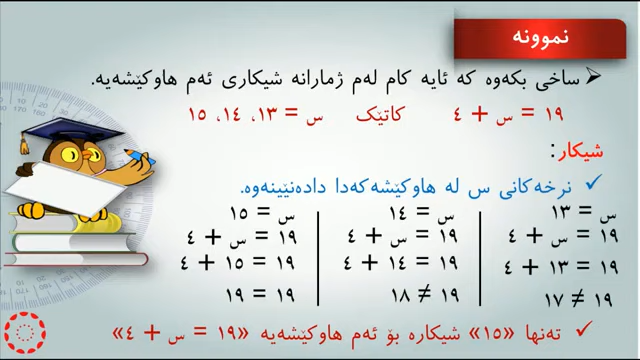 نموونە
ساخی بکەوە کە ئایە کام لەم ژمارانە شیکاری ئەم هاوکێشەیە.
١٩ = س + ٤ کاتێک س = ١٣، ١٤، ١٥
شیکار:
نرخەکانی س لە هاوکێشەکەدا دادەنێینەوە.
س = ١٣
١٩ = س + ٤
١٩ = ١٣ + ٤
١٩ ≠ ١٧
س = ١٤
١٩ = س + ٤
١٩ = ١٤ + ٤
١٩ ≠ ١٨
س = ١٥
١٩ = س + ٤
١٩ = ١٥ + ٤
١٩ = ١٩
تەنها «١٥» شیکارە بۆ ئەم هاوکێشەیە «١٩ = س + ٤»